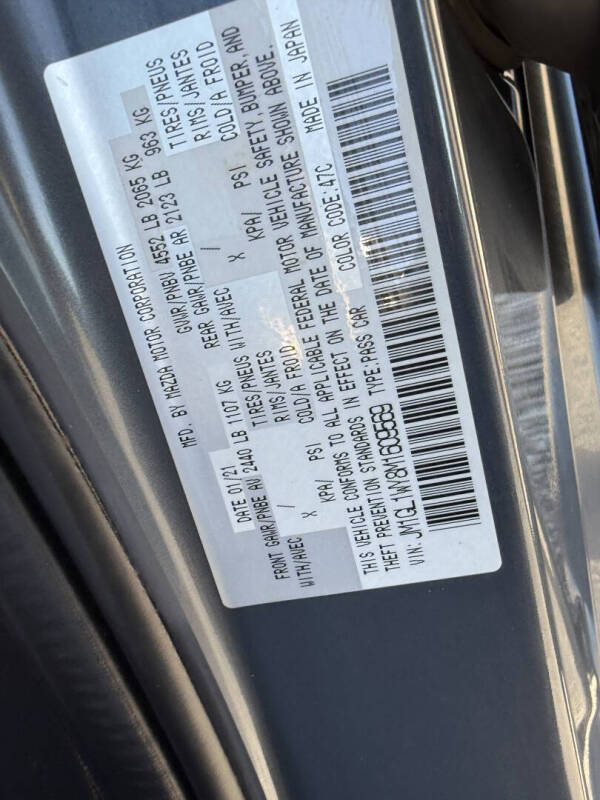 MFD. BY MAZDA MOTOR CORPORATION
DATE 01/21 GVWR/PNBV 4552 LB 2065 KG
FRONT GAWR/PNBE AV 2440 LB 1107 KG REAR GAWR/PNBE AR 2123 LB 963 KG
WITH/AVEC TIRES/PNEUS WITH/AVEC TIRES/PNEUS
/ RIMS/JANTES / RIMS/JANTES
X COLD/A FROID X COLD/A FROID
KPA/ PSI KPA/ PSI
THIS VEHICLE CONFORMS TO ALL APPLICABLE FEDERAL MOTOR VEHICLE SAFETY, BUMPER, AND
THEFT PREVENTION STANDARDS IN EFFECT ON THE DATE OF MANUFACTURE SHOWN ABOVE.
VIN: JM1GL1WY8M1609569 TYPE: PASS CAR COLOR CODE: 47C MADE IN JAPAN